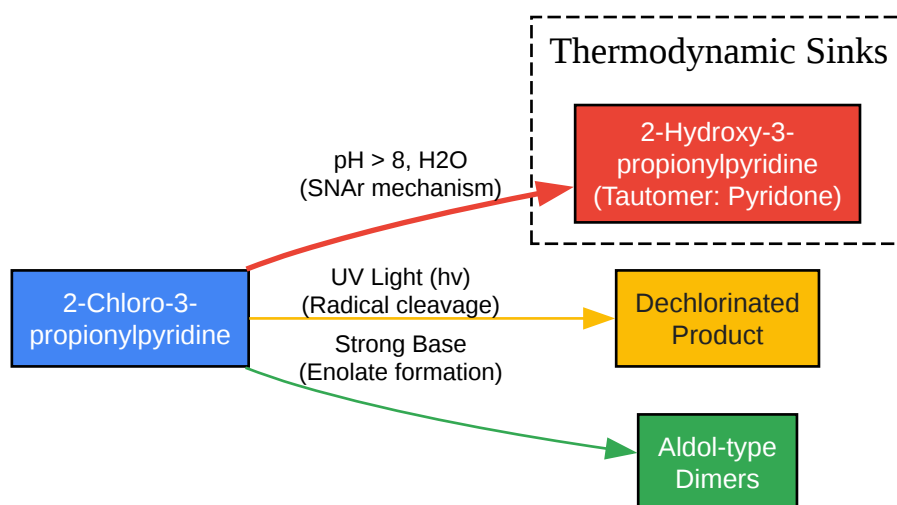 Thermodynamic Sinks
2-Hydroxy-3-
propionylpyridine
(Tautomer: Pyridone)
pH > 8, H2O
(SNAr mechanism)
2-Chloro-3-
propionylpyridine
UV Light (hv)
(Radical cleavage)
Dechlorinated
Product
Strong Base
(Enolate formation)
Aldol-type
Dimers